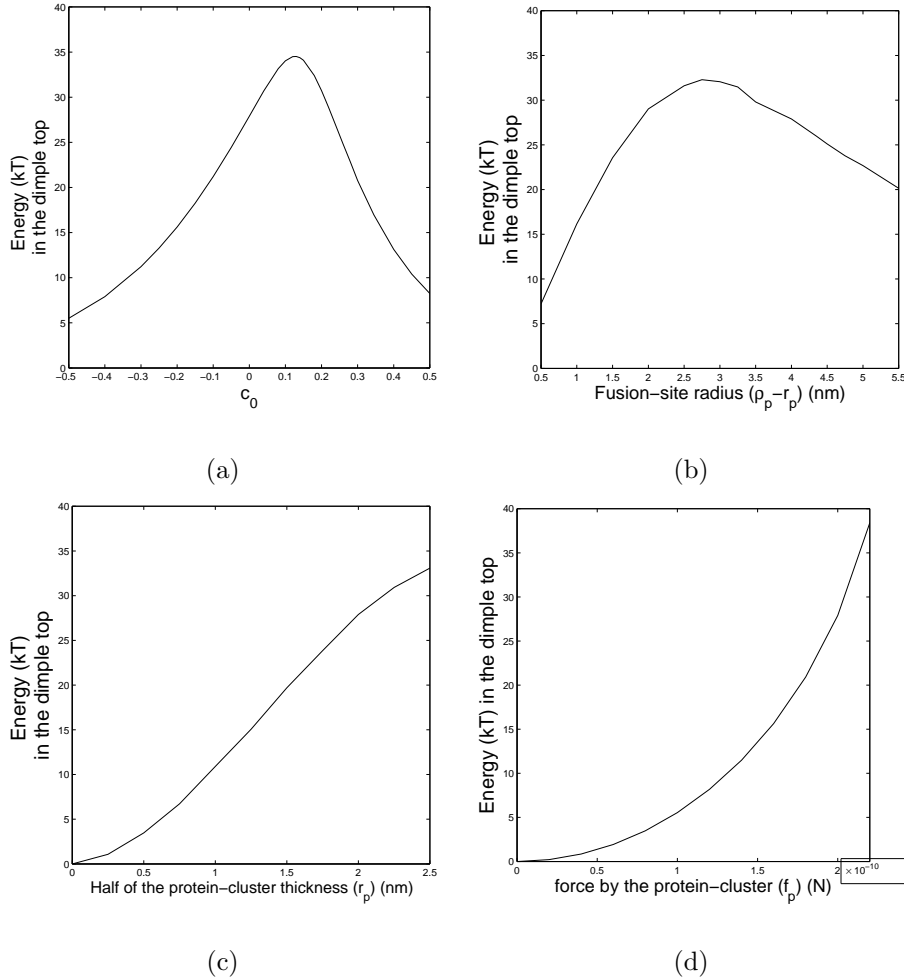 40
35
30
25
20
15
10
5
0
Energy (kT)
in the dimple top
−0.5 −0.4 −0.3 −0.2 −0.1 0 0.1 0.2 0.3 0.4 0.5
c0
(a)
40
35
30
25
20
15
10
5
0
Energy (kT)
in the dimple top
0.5 1 1.5 2 2.5 3 3.5 4 4.5 5 5.5
Fusion−site radius (ρp−rp) (nm)
(b)
40
35
30
25
20
15
10
5
0
Energy (kT)
in the dimple top
0 0.5 1 1.5 2 2.5
Half of the protein−cluster thickness (rp) (nm)
(c)
40
35
30
25
20
15
10
5
0
Energy (kT) in the dimple top
0 0.5 1 1.5 2
× 10−10
force by the protein−cluster (fp) (N)
(d)